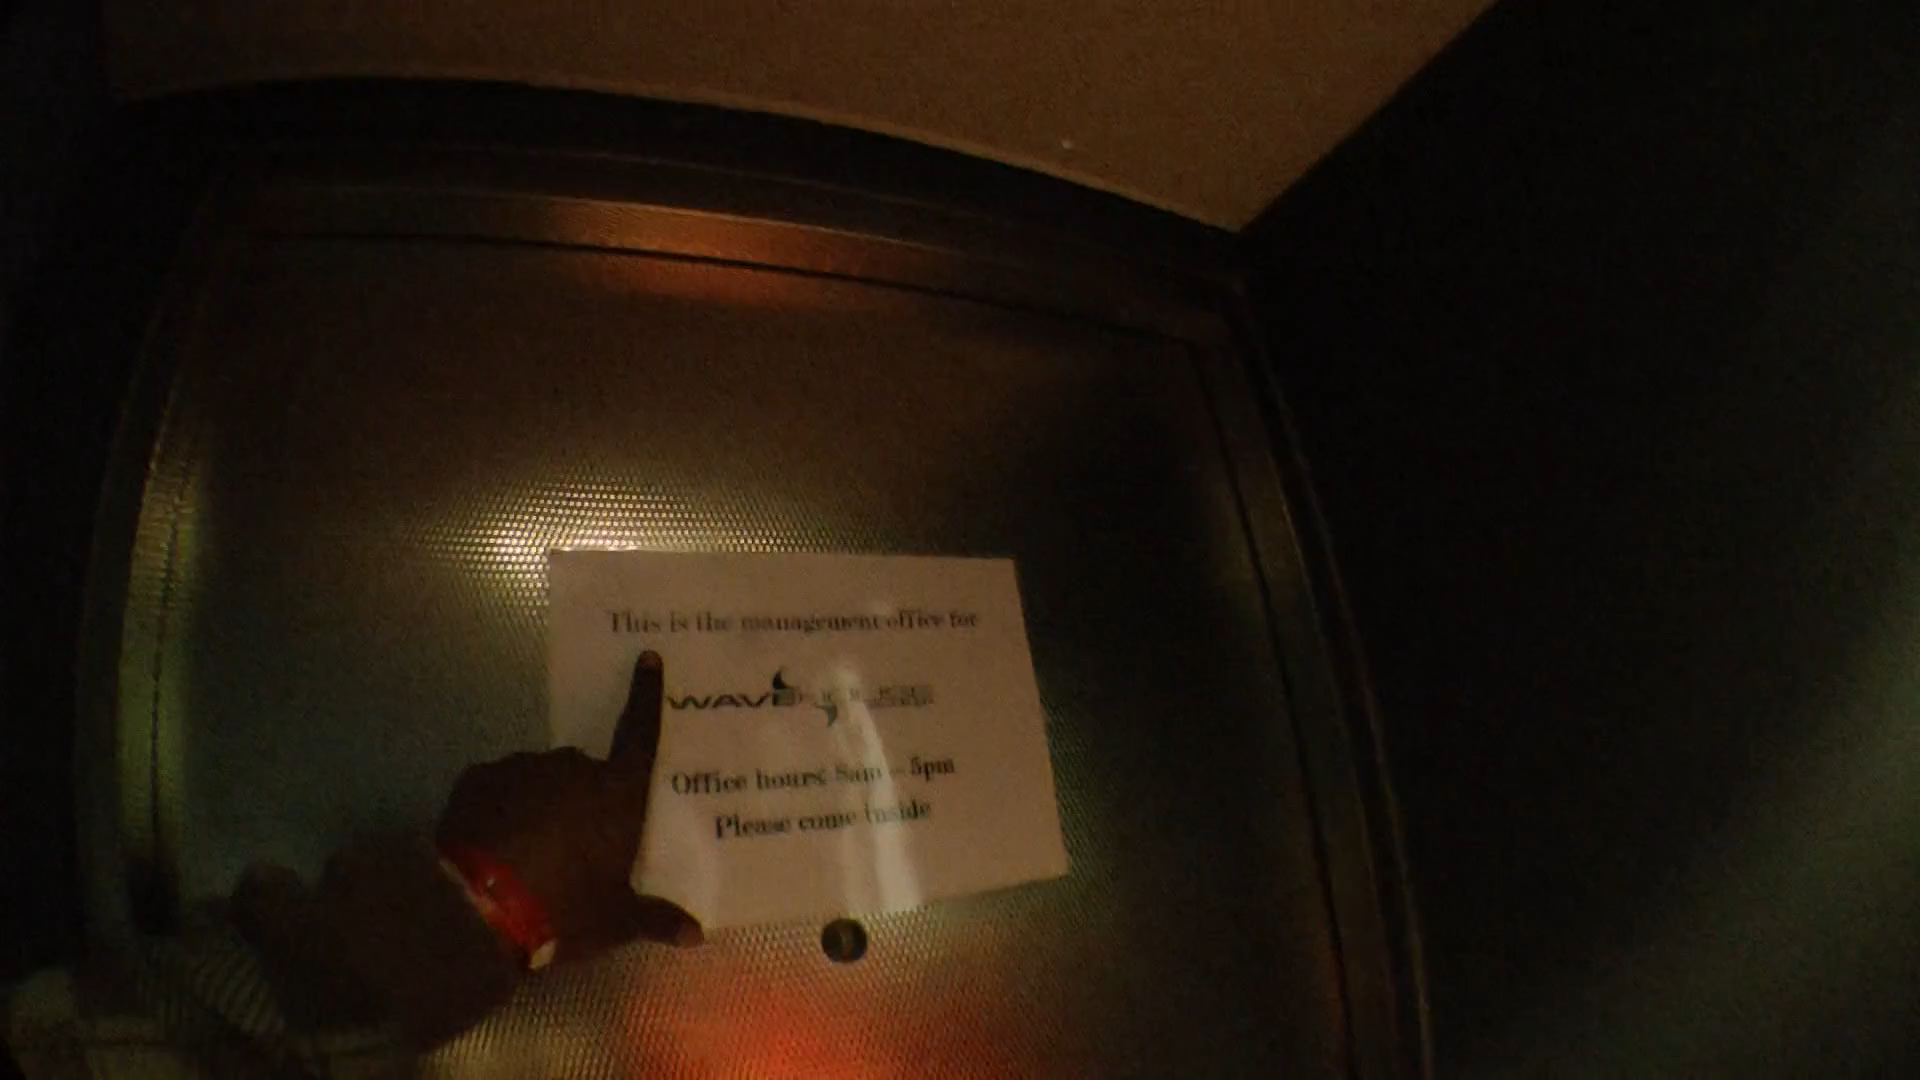 This is the management office for
WAVE
Office hours: 8am – 5pm
Please come inside